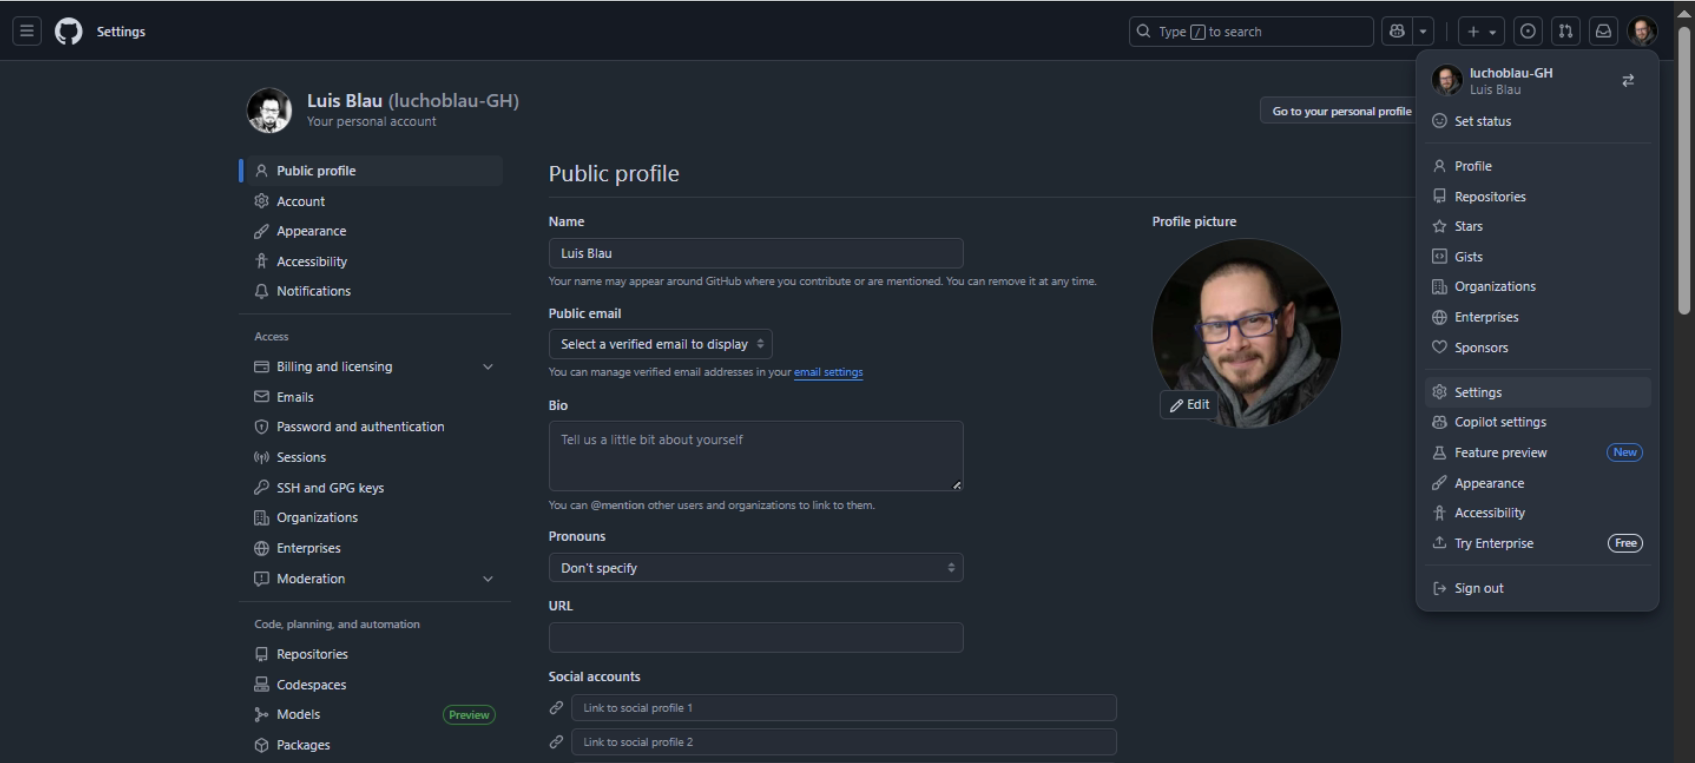 Settings
Type / to search
Luis Blau (luchoblau-GH)
Your personal account
Go to your personal profile
Public profile
Account
Appearance
Accessibility
Notifications
Access
Billing and licensing
Emails
Password and authentication
Sessions
SSH and GPG keys
Organizations
Enterprises
Moderation
Code, planning, and automation
Repositories
Codespaces
Models Preview
Packages
Public profile
Name
Luis Blau
Your name may appear around GitHub where you contribute or are mentioned. You can remove it at any time.
Public email
Select a verified email to display
You can manage verified email addresses in your email settings
Bio
Tell us a little bit about yourself
You can @mention other users and organizations to link to them.
Pronouns
Don't specify
URL
Social accounts
Link to social profile 1
Link to social profile 2
Profile picture
Edit
luchoblau-GH
Luis Blau
Set status
Profile
Repositories
Stars
Gists
Organizations
Enterprises
Sponsors
Settings
Copilot settings
Feature preview New
Appearance
Accessibility
Try Enterprise Free
Sign out